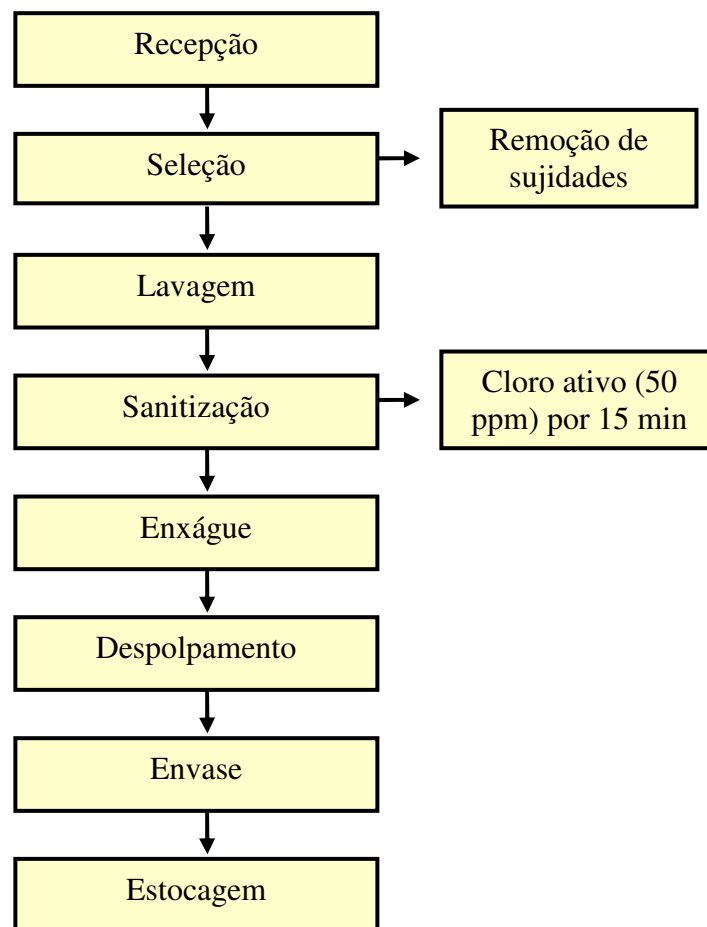 Recepção
Seleção
Remoção de
sujidades
Lavagem
Sanitização
Cloro ativo (50
ppm) por 15 min
Enxágue
Despolpamento
Envase
Estocagem